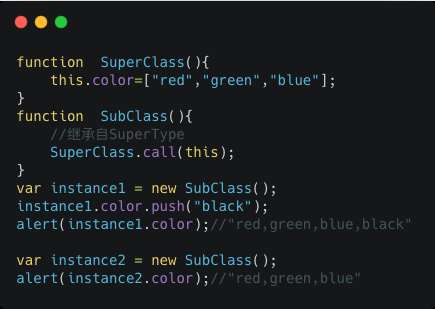 function  SuperClass(){
    this.color=["red","green","blue"];
}
function  SubClass(){
    //继承自SuperType
    SuperClass.call(this);
}
var instance1 = new SubClass();
instance1.color.push("black");
alert(instance1.color);//"red,green,blue,black"

var instance2 = new SubClass();
alert(instance2.color);//"red,green,blue"